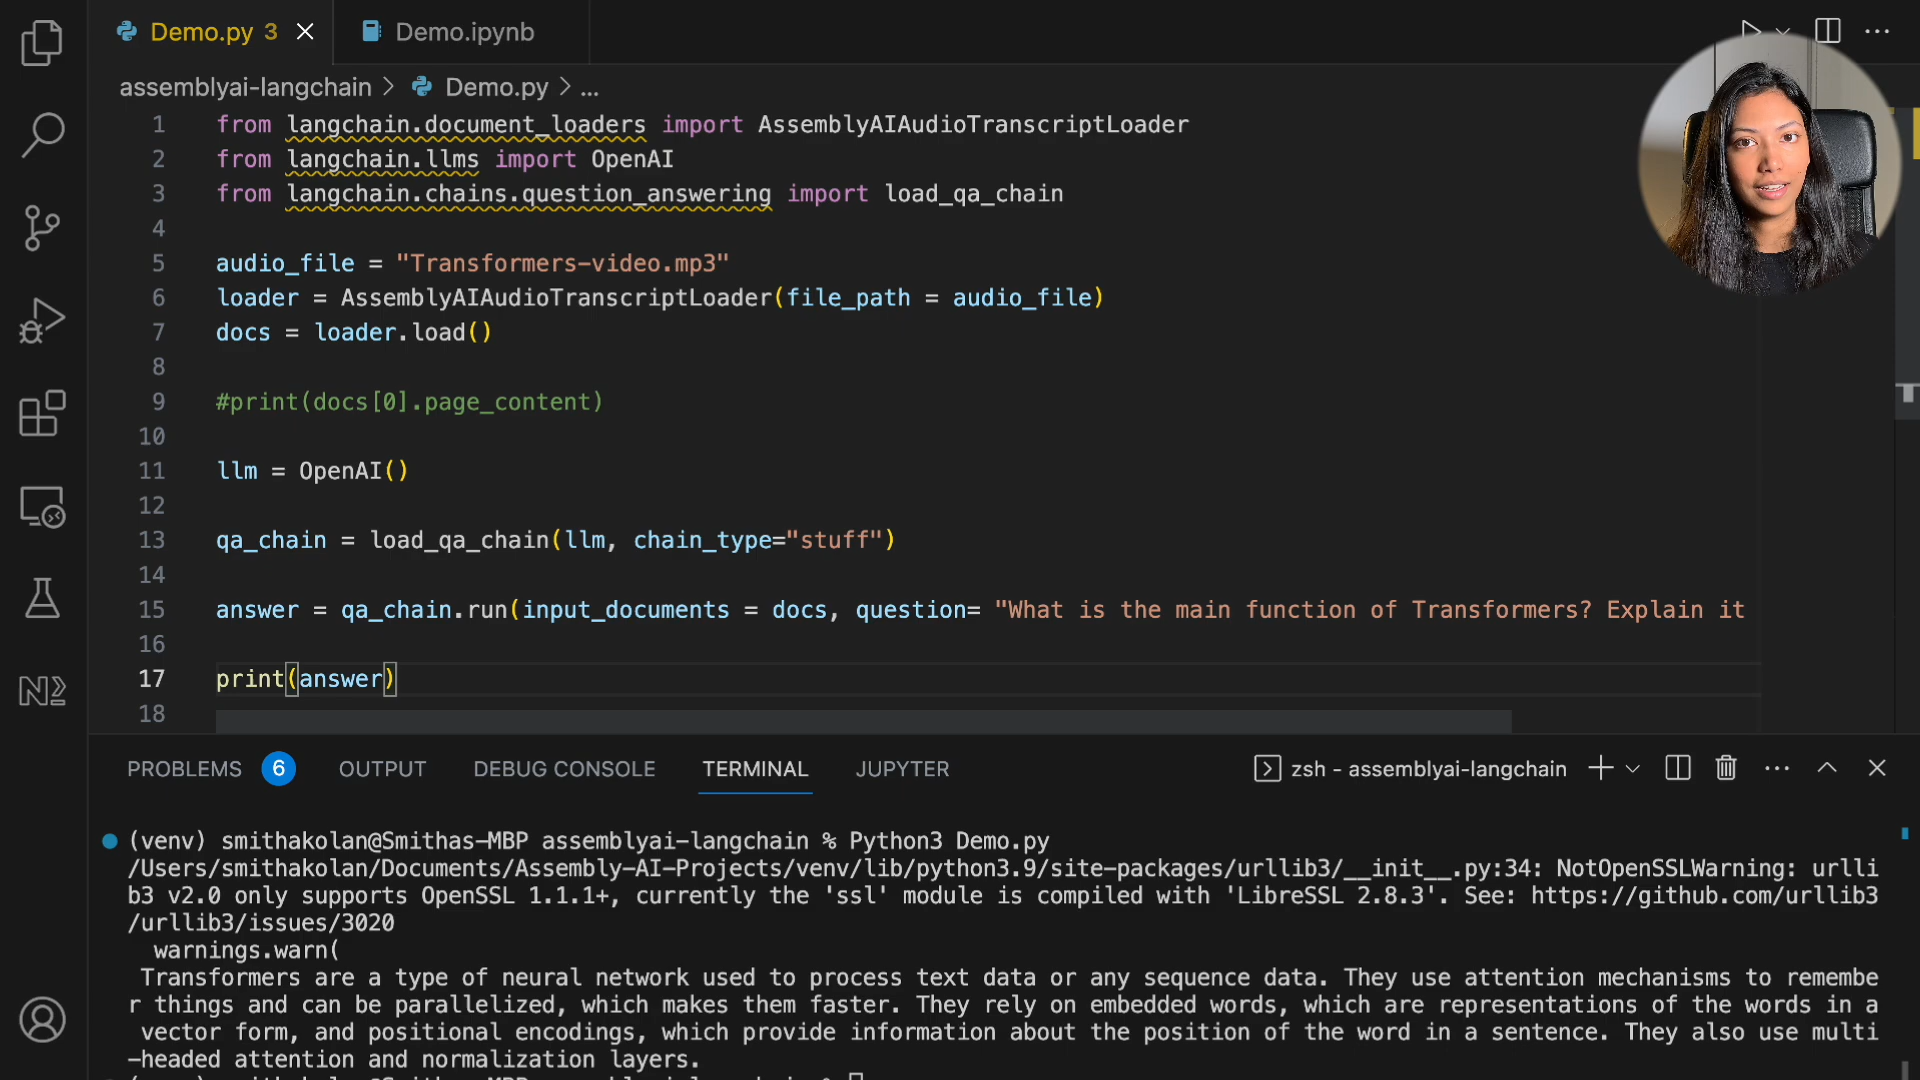 Demo.py 3
Demo.ipynb
assemblyai-langchain > Demo.py > ...
1 from langchain.document_loaders import AssemblyAIAudioTranscriptLoader
2 from langchain.llms import OpenAI
3 from langchain.chains.question_answering import load_qa_chain
4
5 audio_file = "Transformers-video.mp3"
6 loader = AssemblyAIAudioTranscriptLoader(file_path = audio_file)
7 docs = loader.load()
8
9 #print(docs[0].page_content)
10
11 llm = OpenAI()
12
13 qa_chain = load_qa_chain(llm, chain_type="stuff")
14
15 answer = qa_chain.run(input_documents = docs, question= "What is the main function of Transformers? Explain it
16
17 print(answer)
18
PROBLEMS 6 OUTPUT DEBUG CONSOLE TERMINAL JUPYTER zsh - assemblyai-langchain
(venv) smithakolan@Smithas-MBP assemblyai-langchain % Python3 Demo.py
/Users/smithakolan/Documents/Assembly-AI-Projects/venv/lib/python3.9/site-packages/urllib3/__init__.py:34: NotOpenSSLWarning: urlli
b3 v2.0 only supports OpenSSL 1.1.1+, currently the 'ssl' module is compiled with 'LibreSSL 2.8.3'. See: https://github.com/urllib3
/urllib3/issues/3020
warnings.warn(
Transformers are a type of neural network used to process text data or any sequence data. They use attention mechanisms to remembe
r things and can be parallelized, which makes them faster. They rely on embedded words, which are representations of the words in a
vector form, and positional encodings, which provide information about the position of the word in a sentence. They also use multi
-headed attention and normalization layers.